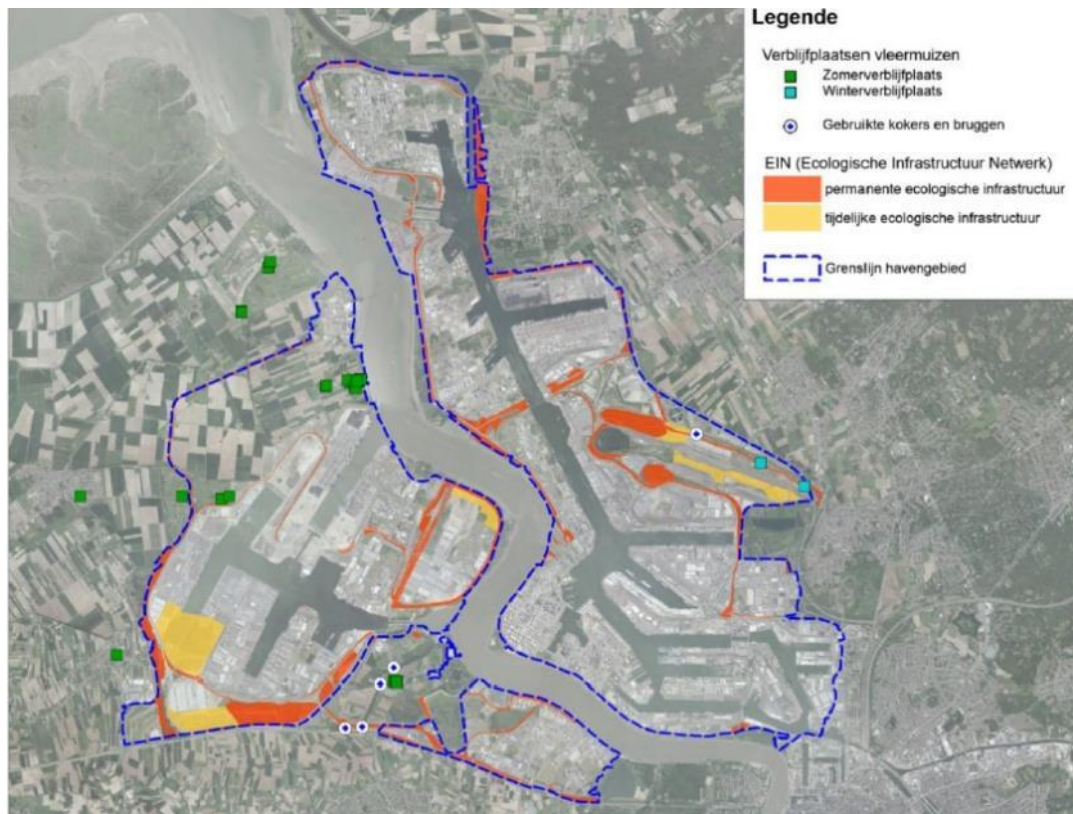 Legende
Verblijfplaatsen vleermuizen
Zomerverblijfplaats
Winterverblijfplaats
Gebruikte kokers en bruggen
EIN (Ecologische Infrastructuur Netwerk)
permanente ecologische infrastructuur
tijdelijke ecologische infrastructuur
Grenslijn havengebied